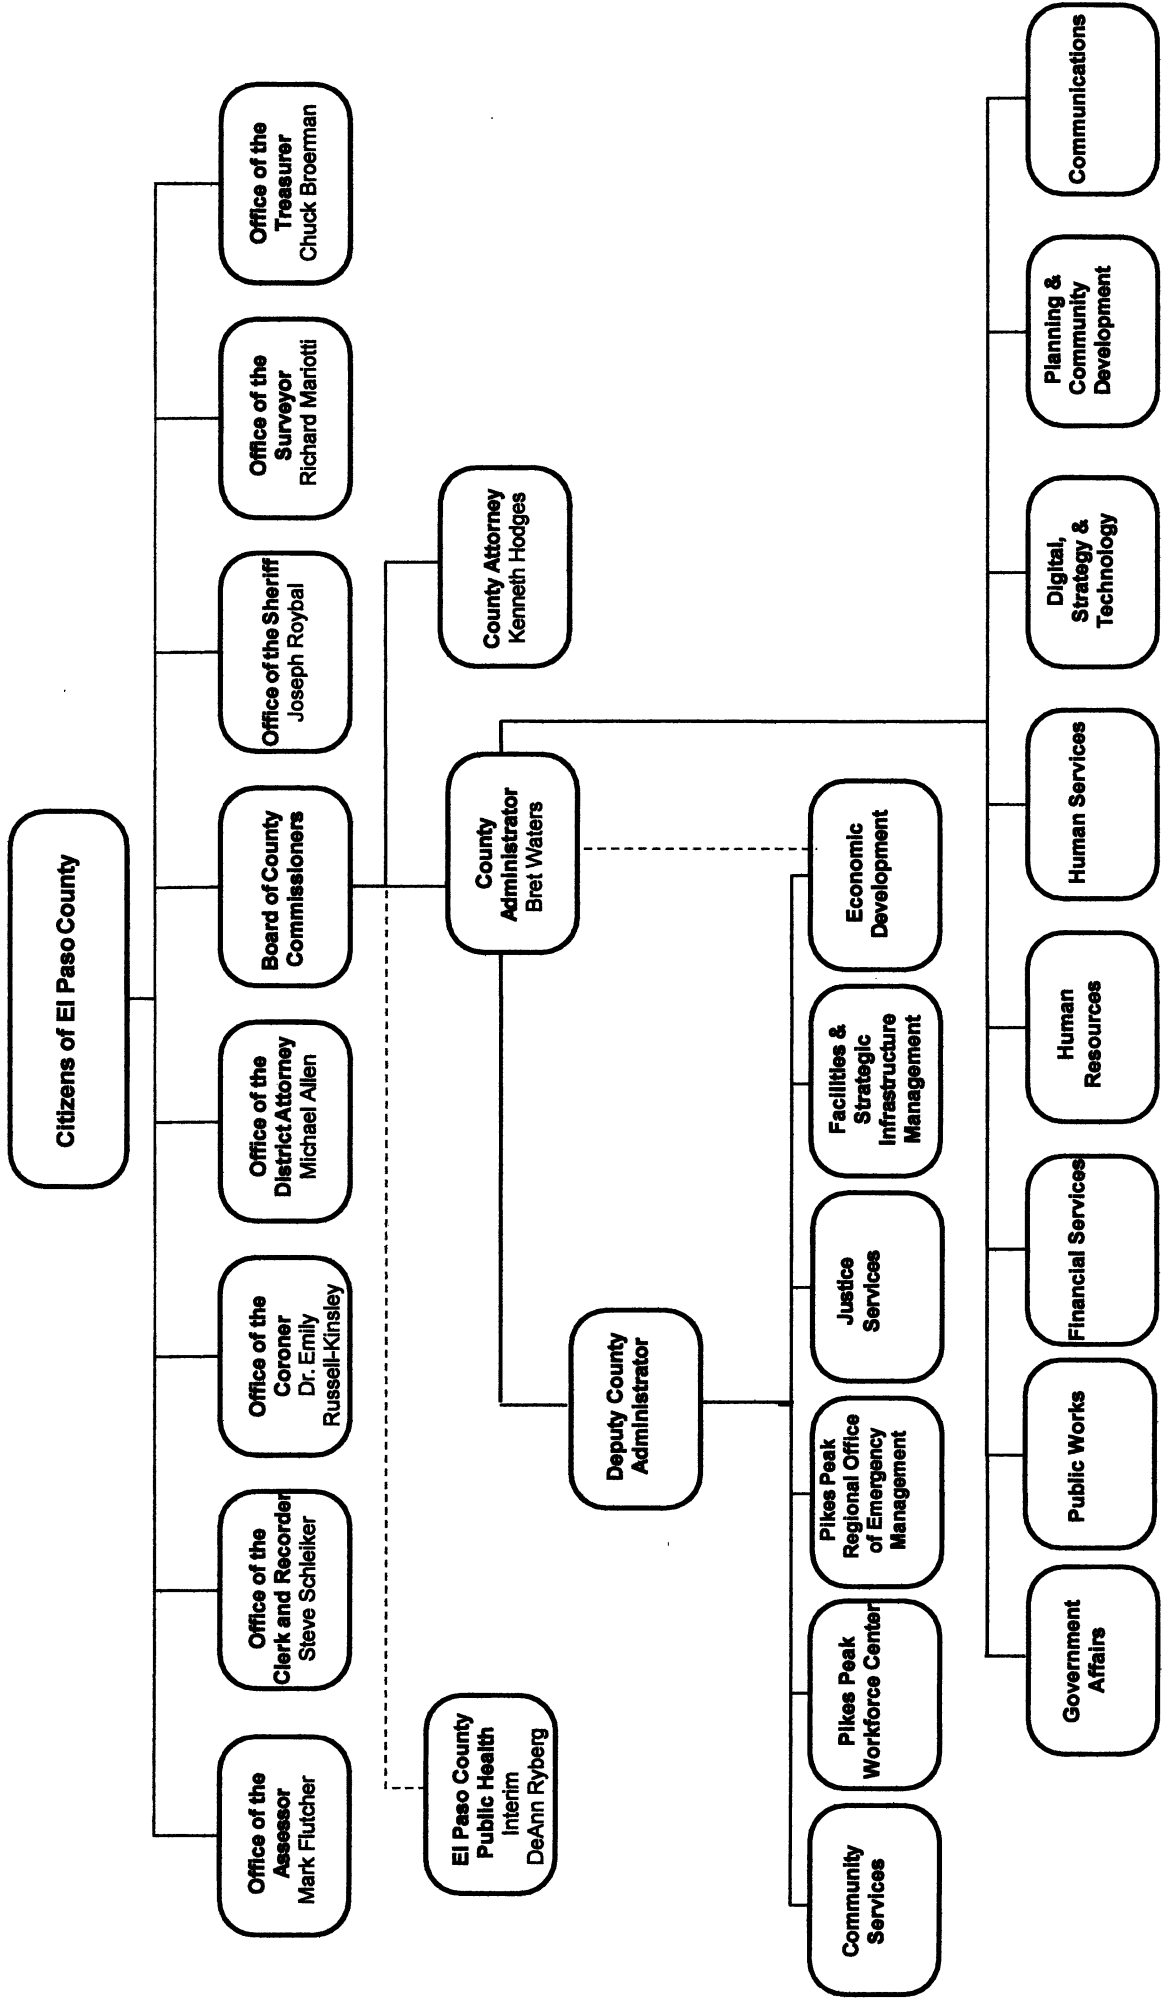 Citizens of El Paso County
Office of the
Assessor
Mark Flutcher
Office of the
Clerk and Recorder
Steve Schleiker
Office of the
Coroner
Dr. Emily
Russell-Kinsley
Office of the
District Attorney
Michael Allen
Board of County
Commissioners
Office of the Sheriff
Joseph Roybal
Office of the
Surveyor
Richard Mariotti
Office of the
Treasurer
Chuck Broerman
El Paso County
Public Health
Interim
DeAnn Ryberg
County
Administrator
Bret Waters
County Attorney
Kenneth Hodges
Deputy County
Administrator
Community
Services
Pikes Peak
Workforce Center
Pikes Peak
Regional Office
of Emergency
Management
Justice
Services
Facilities &
Strategic
Infrastructure
Management
Economic
Development
Government
Affairs
Public Works
Financial Services
Human
Resources
Human Services
Digital,
Strategy &
Technology
Planning &
Community
Development
Communications